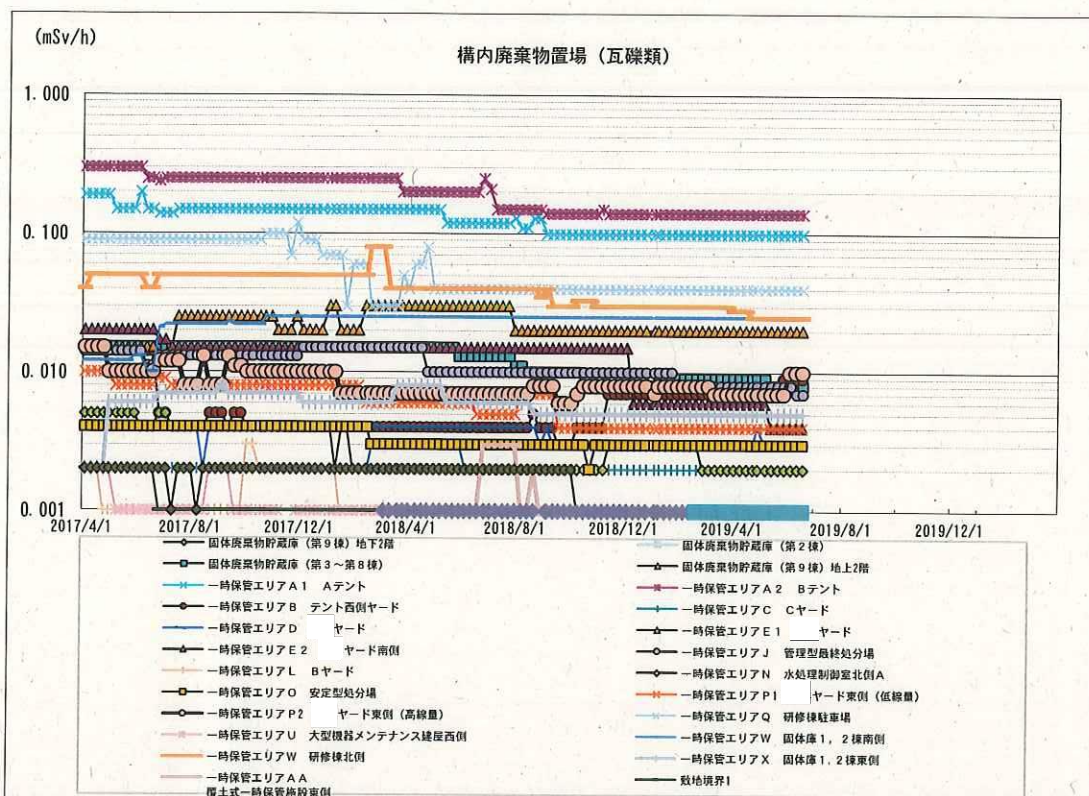 (mSv/h)
構内廃棄物置場(瓦礫類)
1.000
0.100
0.010
0.001
2017/4/1 2017/8/1 2017/12/1 2018/4/1 2018/8/1 2018/12/1 2019/4/1 2019/8/1 2019/12/1
固体廃棄物貯蔵庫(第9棟)地下2階
固体廃棄物貯蔵庫(第3~第8棟)
一時保管エリアA1 Aテント
一時保管エリアB テント西側ヤード
一時保管エリアD ヤード
一時保管エリアE2 ヤード南側
一時保管エリアL Bヤード
一時保管エリアO 安定型処分場
一時保管エリアP2 ヤード東側(高線量)
一時保管エリアU 大型機器メンテナンス建屋西側
一時保管エリアW 研修棟北側
一時保管エリアAA
覆土式一時保管施設東側
固体廃棄物貯蔵庫(第2棟)
固体廃棄物貯蔵庫(第9棟)地上2階
一時保管エリアA2 Bテント
一時保管エリアC Cヤード
一時保管エリアE1 ヤード
一時保管エリアJ 管理型最終処分場
一時保管エリアN 水処理制御室北側A
一時保管エリアP1 ヤード東側(低線量)
一時保管エリアQ 研修棟駐車場
一時保管エリアW 固体庫1,2棟南側
一時保管エリアX 固体庫1,2棟東側
敷地境界1